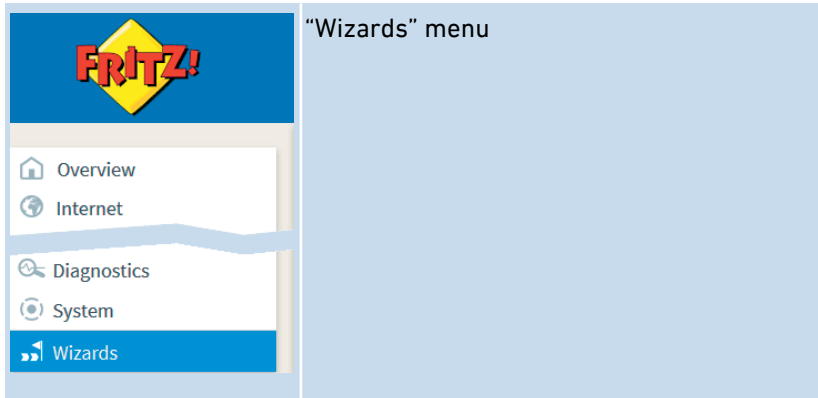 FRITZ!
“Wizards” menu
Overview
Internet
Diagnostics
System
Wizards